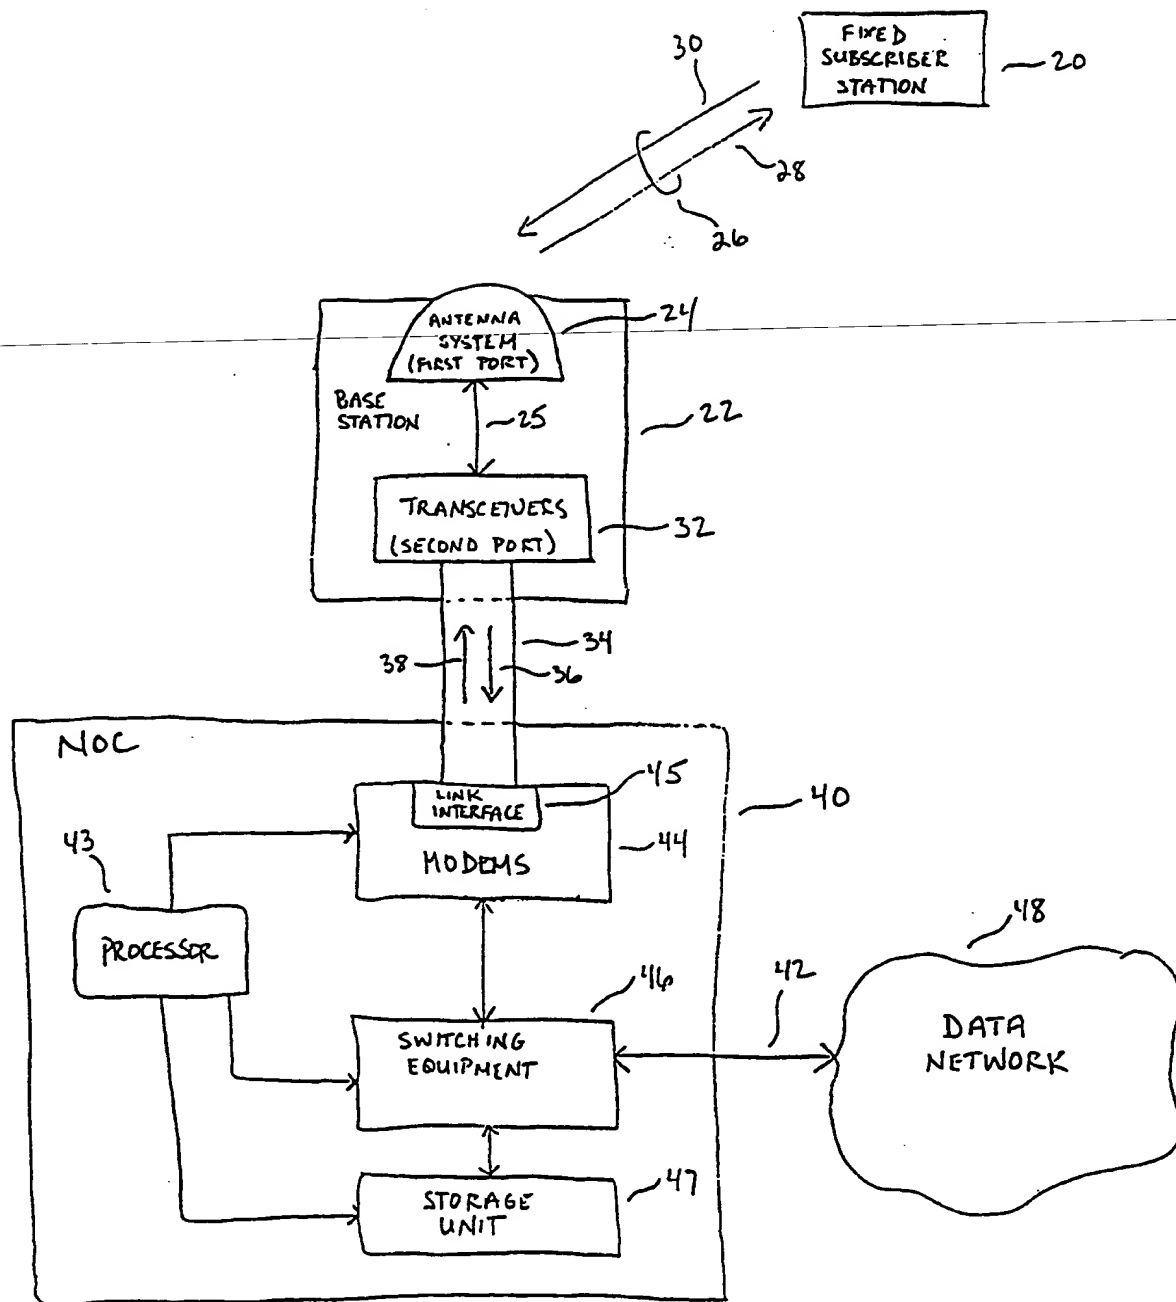 FIXED
SUBSCRIBER
STATION
20
30
28
26
ANTENNA
SYSTEM
(FIRST PORT)
24
BASE
STATION
25
22
TRANSCEIVERS
(SECOND PORT)
32
34
38
36
NOC
LINK
INTERFACE
45
40
43
MODEMS
44
PROCESSOR
48
46
42
SWITCHING
EQUIPMENT
DATA
NETWORK
47
STORAGE
UNIT